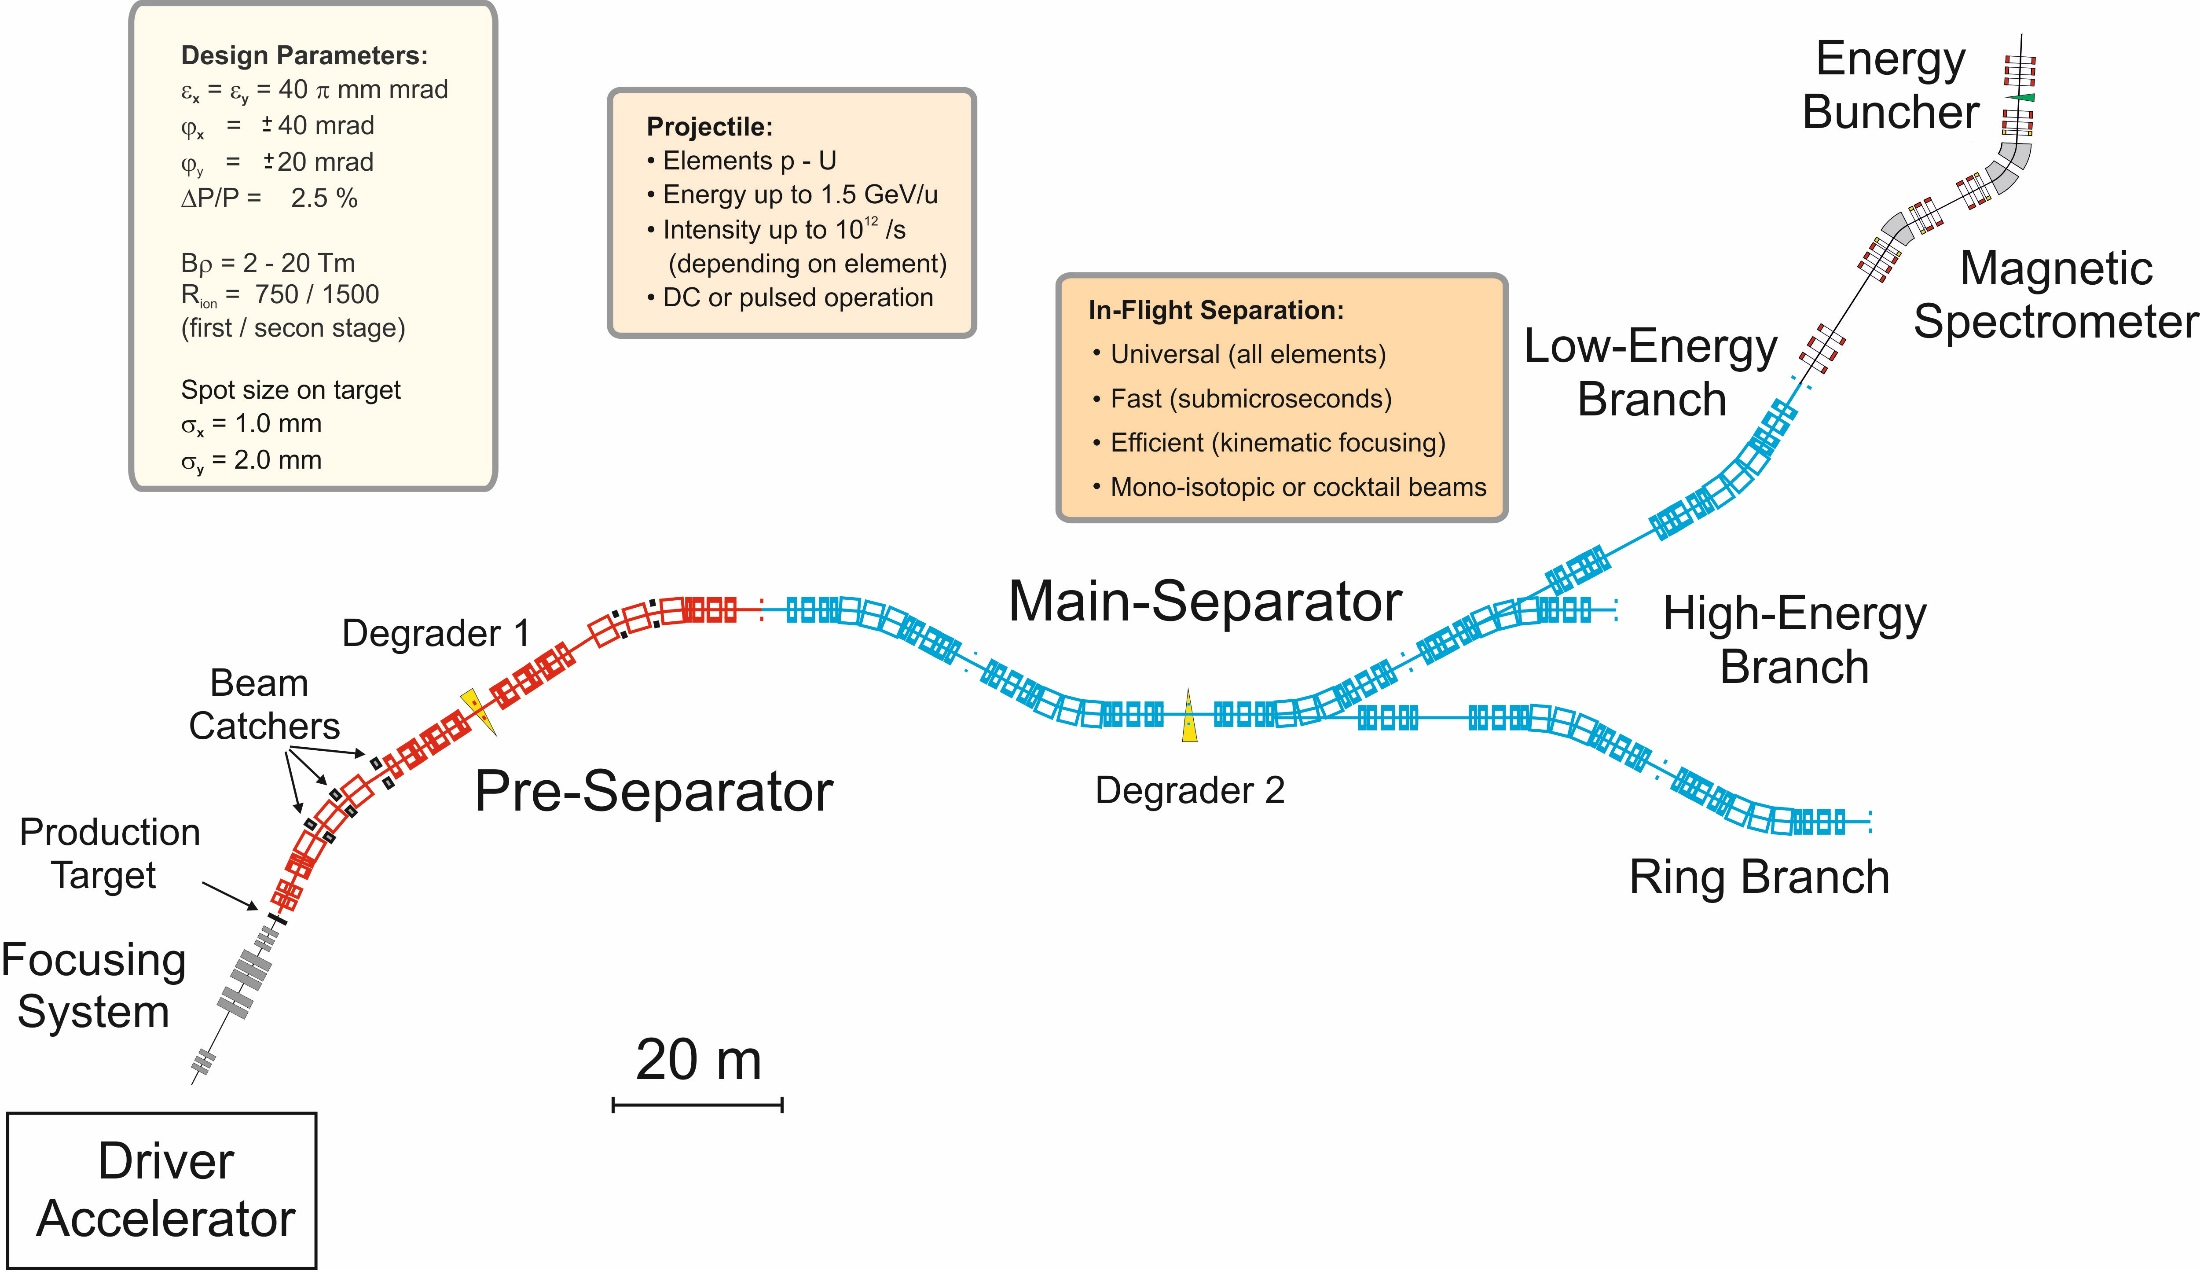 Design Parameters:
εx = εy = 40 π mm mrad
φx = ±40 mrad
φy = ±20 mrad
ΔP/P = 2.5 %
Bρ = 2 - 20 Tm
Rion = 750 / 1500
(first / secon stage)
Spot size on target
σx = 1.0 mm
σy = 2.0 mm
Projectile:
• Elements p - U
• Energy up to 1.5 GeV/u
• Intensity up to 10¹² /s
(depending on element)
• DC or pulsed operation
In-Flight Separation:
• Universal (all elements)
• Fast (submicroseconds)
• Efficient (kinematic focusing)
• Mono-isotopic or cocktail beams
Energy
Buncher
Magnetic
Spectrometer
Low-Energy
Branch
Main-Separator
High-Energy
Branch
Degrader 1
Beam
Catchers
Pre-Separator
Degrader 2
Production
Target
Ring Branch
Focusing
System
20 m
Driver
Accelerator